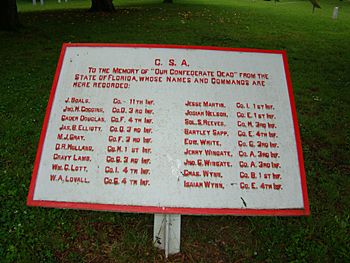 C. S. A.
TO THE MEMORY OF "OUR CONFEDERATE DEAD" FROM THE
STATE OF FLORIDA, WHOSE NAMES AND COMMANDS ARE
HERE RECORDED:
J. BOALS. CO. - 11TH INF.
JNO. H. COGGINS, CO. D. 3RD INF.
CADER DOUGLAS, CO. F. 4TH INF.
JAS. B. ELLIOTT, CO. D. 3RD INF.
M. J. GRAY, CO. F. 3RD INF.
D. R. HOLLAND, CO. H. 1ST INF.
CHAVY LAMB, CO. G. 3RD INF.
WM. G. LOTT, CO. I. 4TH INF.
W. A. LOVALL, CO. G. 4TH INF.
JESSE MARTIN, CO. I. 1ST INF.
JOSIAH NELSON, CO. E. 1ST INF.
SOL. S. REEVES, CO. H. 3RD INF.
BARTLEY SAPP, CO. E. 4TH INF.
EDW. WHITE, CO. G. 3RD INF.
JERRY WINGATE, CO. A. 3RD INF.
JNO. G. WINGATE, CO. A. 3RD INF.
CHAS. WYNN, CO. B. 1ST INF.
ISAIAH WYNN, CO. E. 4TH INF.